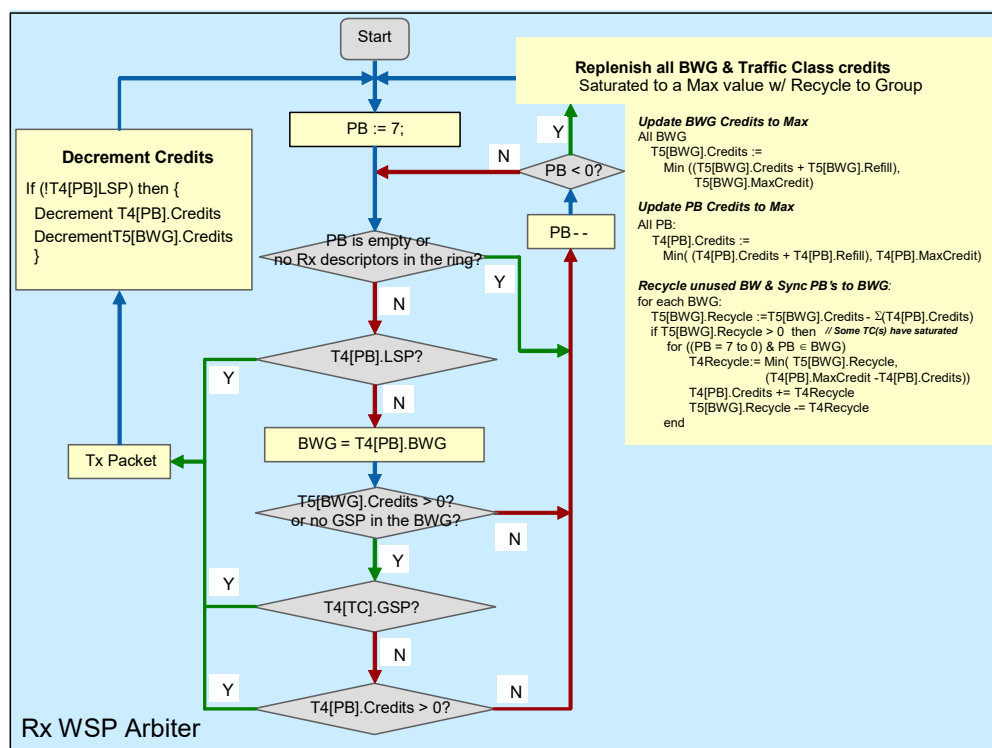 Start
Replenish all BWG & Traffic Class credits
Saturated to a Max value w/ Recycle to Group
PB := 7;
Y
N
PB < 0?
PB - -
Update BWG Credits to Max
All BWG
T5[BWG].Credits :=
Min ((T5[BWG].Credits + T5[BWG].Refill),
T5[BWG].MaxCredit)
Update PB Credits to Max
All PB:
T4[PB].Credits :=
Min( (T4[PB].Credits + T4[PB].Refill), T4[PB].MaxCredit)
Recycle unused BW & Sync PB's to BWG:
for each BWG:
T5[BWG].Recycle :=T5[BWG].Credits - Σ(T4[PB].Credits)
if T5[BWG].Recycle > 0 then // Some TC(s) have saturated
for ((PB = 7 to 0) & PB ∈ BWG)
T4Recycle:= Min( T5[BWG].Recycle,
(T4[PB].MaxCredit -T4[PB].Credits))
T4[PB].Credits += T4Recycle
T5[BWG].Recycle -= T4Recycle
end
Decrement Credits
If (!T4[PB]LSP) then {
Decrement T4[PB].Credits
DecrementT5[BWG].Credits
}
PB is empty or
no Rx descriptors in the ring?
Y
N
T4[PB].LSP?
Y
N
BWG = T4[PB].BWG
Tx Packet
T5[BWG].Credits > 0?
or no GSP in the BWG?
N
Y
T4[TC].GSP?
Y
N
T4[PB].Credits > 0?
Y
N
Rx WSP Arbiter